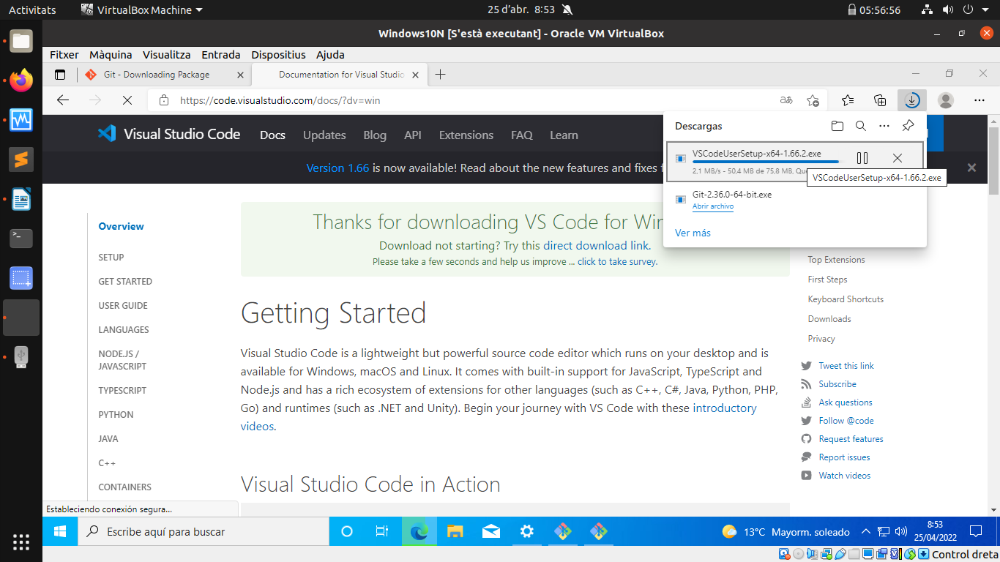 Activitats
VirtualBox Machine
25 d'abr.  8:53
05:56:56
Windows10N [S'està executant] - Oracle VM VirtualBox
Fitxer Màquina Visualitza Entrada Dispositius Ajuda
Git - Downloading Package
Documentation for Visual Studio
https://code.visualstudio.com/docs/?dv=win
Visual Studio Code
Docs
Updates
Blog
API
Extensions
FAQ
Learn
Version 1.66 is now available! Read about the new features and fixes f
Descargas
VSCodeUserSetup-x64-1.66.2.exe
2,1 MB/s - 50,4 MB de 75,8 MB,
VSCodeUserSetup-x64-1.66.2.exe
Git-2.36.0-64-bit.exe
Abrir archivo
Ver más
Overview
SETUP
GET STARTED
USER GUIDE
LANGUAGES
NODE.JS /
JAVASCRIPT
TYPESCRIPT
PYTHON
JAVA
C++
CONTAINERS
Thanks for downloading VS Code for Win
Download not starting? Try this direct download link.
Please take a few seconds and help us improve ... click to take survey.
Getting Started
Visual Studio Code is a lightweight but powerful source code editor which runs on your desktop and is
available for Windows, macOS and Linux. It comes with built-in support for JavaScript, TypeScript and
Node.js and has a rich ecosystem of extensions for other languages (such as C++, C#, Java, Python, PHP,
Go) and runtimes (such as .NET and Unity). Begin your journey with VS Code with these introductory
videos.
Visual Studio Code in Action
Top Extensions
First Steps
Keyboard Shortcuts
Downloads
Privacy
Tweet this link
Subscribe
Ask questions
Follow @code
Request features
Report issues
Watch videos
Estableciendo conexión segura...
Escribe aquí para buscar
13°C Mayorm. soleado
8:53
25/04/2022
Control dreta